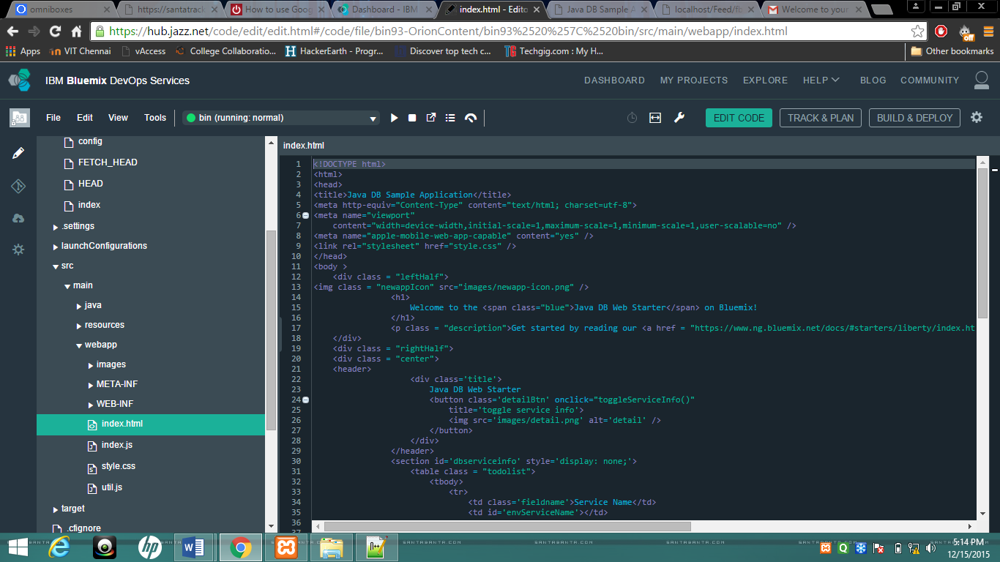 omniboxes
https://santatrack
How to use Goog
Dashboard - IBM
index.html - Edito
Java DB Sample A
localhost/Feed/fb
Welcome to your
https://hub.jazz.net/code/edit/edit.html#/code/file/bin93-OrionContent/bin93%2520%257C%2520bin/src/main/webapp/index.html
off
Apps VIT Chennai vAccess College Collaboratio... HackerEarth - Progr... Discover top tech c... Techgig.com : My H... Other bookmarks
IBM Bluemix DevOps Services DASHBOARD MY PROJECTS EXPLORE HELP BLOG COMMUNITY
File Edit View Tools bin (running: normal) EDIT CODE TRACK & PLAN BUILD & DEPLOY
config
FETCH_HEAD
HEAD
index
.settings
launchConfigurations
src
main
java
resources
webapp
images
META-INF
WEB-INF
index.html
index.js
style.css
util.js
target
.cfignore
index.html
1 <!DOCTYPE html>
2 <html>
3 <head>
4 <title>Java DB Sample Application</title>
5 <meta http-equiv="Content-Type" content="text/html; charset=utf-8">
6 <meta name="viewport"
7 content="width=device-width,initial-scale=1,maximum-scale=1,minimum-scale=1,user-scalable=no" />
8 <meta name="apple-mobile-web-app-capable" content="yes" />
9 <link rel="stylesheet" href="style.css" />
10 </head>
11 <body >
12 <div class = "leftHalf">
13 <img class = "newappIcon" src="images/newapp-icon.png" />
14 <h1>
15 Welcome to the <span class="blue">Java DB Web Starter</span> on Bluemix!
16 </h1>
17 <p class = "description">Get started by reading our <a href = "https://www.ng.bluemix.net/docs/#starters/liberty/index.ht
18 </div>
19 <div class = "rightHalf">
20 <div class = "center">
21 <header>
22 <div class='title'>
23 Java DB Web Starter
24 <button class='detailBtn' onclick="toggleServiceInfo()"
25 title='toggle service info'>
26 <img src='images/detail.png' alt='detail' />
27 </button>
28 </div>
29 </header>
30 <section id='dbserviceinfo' style='display: none;'>
31 <table class = "todolist">
32 <tbody>
33 <tr>
34 <td class='fieldname'>Service Name</td>
35 <td id='envServiceName'></td>
36
5:14 PM
12/15/2015